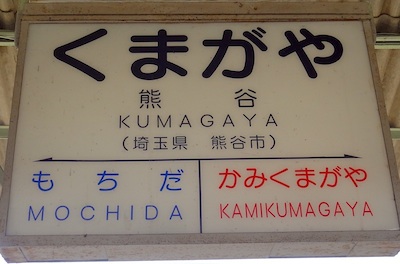 くまがや
熊 谷
KUMAGAYA
(埼玉県 熊谷市)
もちだ かみくまがや
MOCHIDA KAMIKUMAGAYA